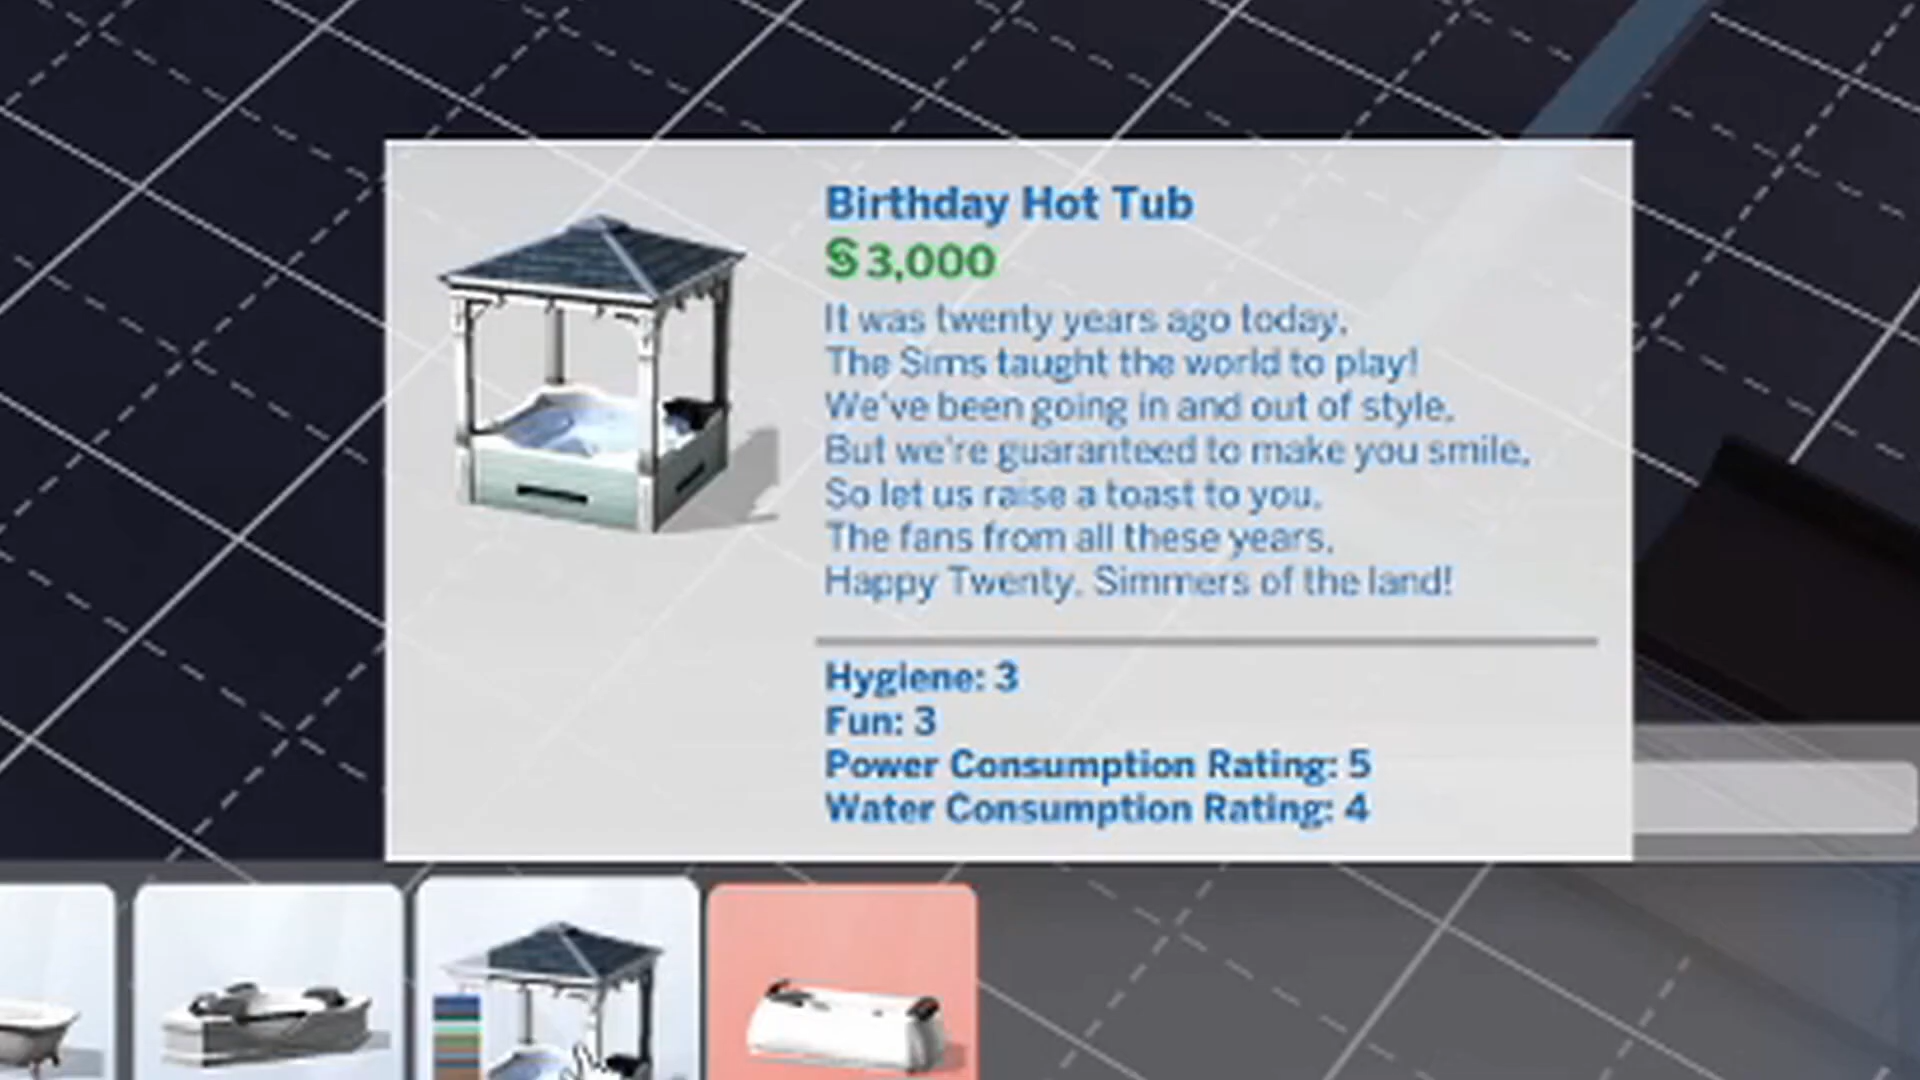 Birthday Hot Tub
§3,000
It was twenty years ago today,
The Sims taught the world to play!
We've been going in and out of style,
But we're guaranteed to make you smile,
So let us raise a toast to you,
The fans from all these years,
Happy Twenty, Simmers of the land!
Hygiene: 3
Fun: 3
Power Consumption Rating: 5
Water Consumption Rating: 4